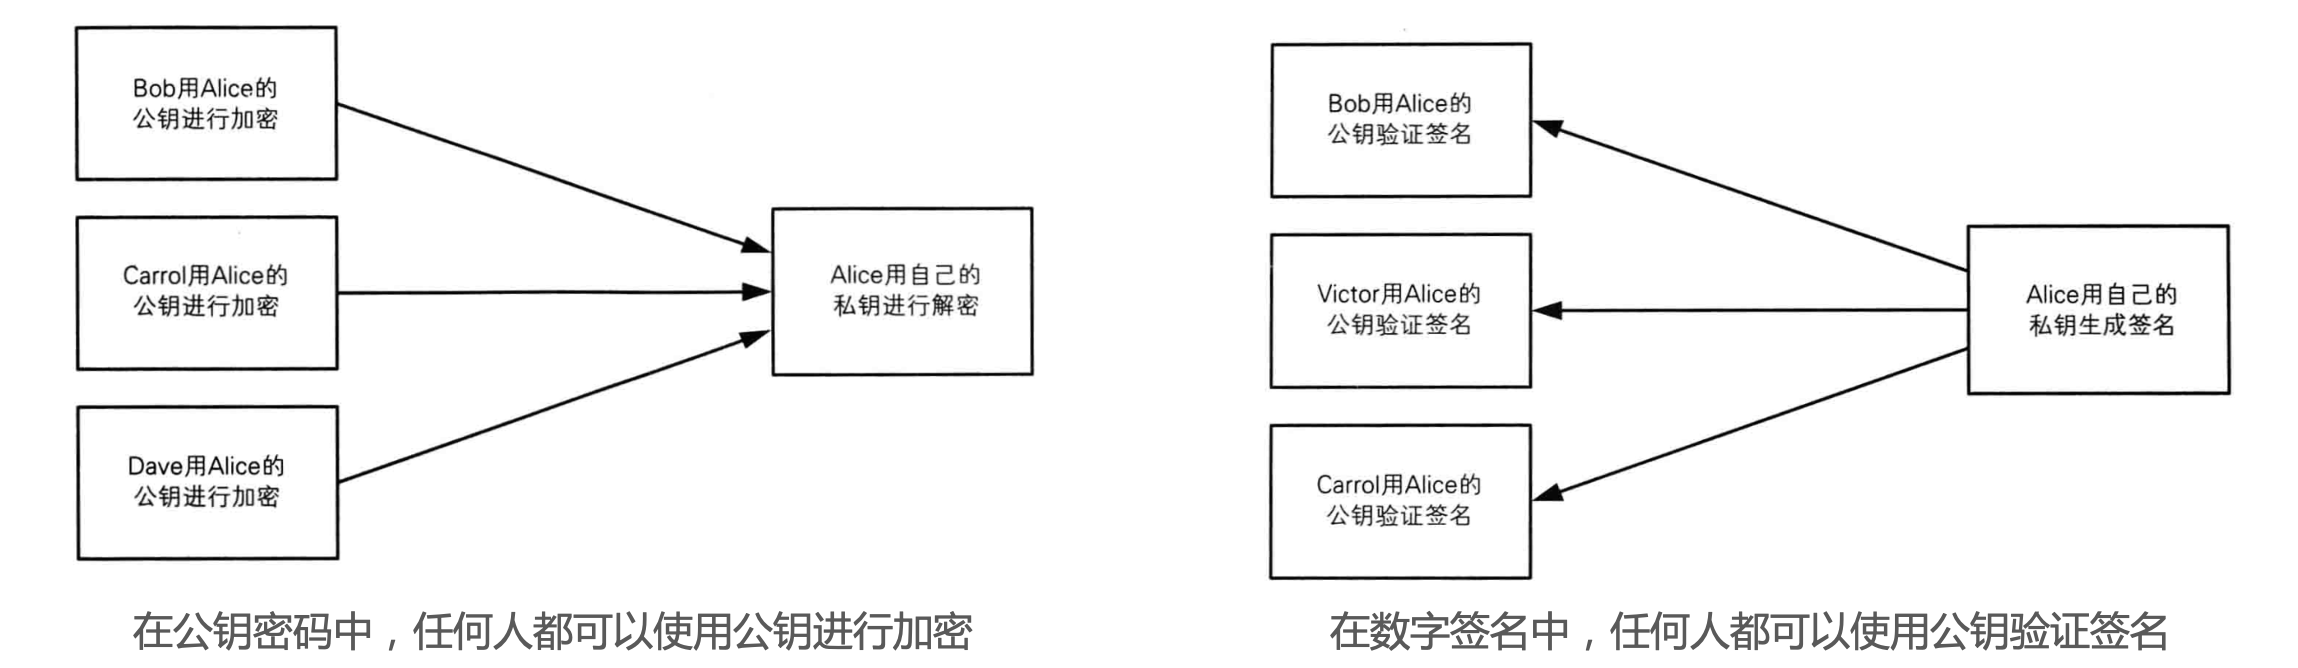 Bob用Alice的
公钥进行加密
Carrol用Alice的
公钥进行加密
Dave用Alice的
公钥进行加密
Alice用自己的
私钥进行解密
在公钥密码中，任何人都可以使用公钥进行加密
Bob用Alice的
公钥验证签名
Victor用Alice的
公钥验证签名
Carrol用Alice的
公钥验证签名
Alice用自己的
私钥生成签名
在数字签名中，任何人都可以使用公钥验证签名